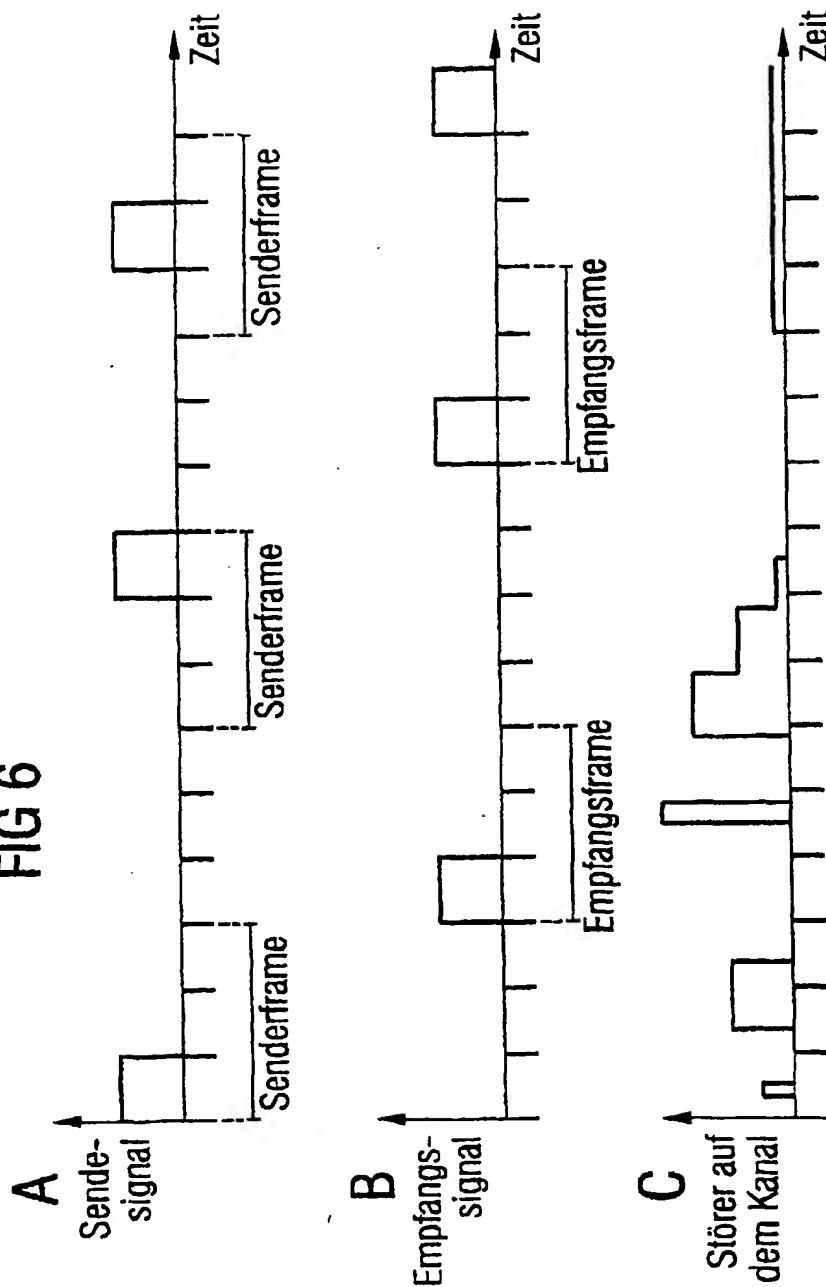 FIG 6
A
Sende-
signal
Zeit
Senderframe
Senderframe
Senderframe
B
Empfangs-
signal
Zeit
Empfangsframe
Empfangsframe
C
Störer auf
dem Kanal
Zeit